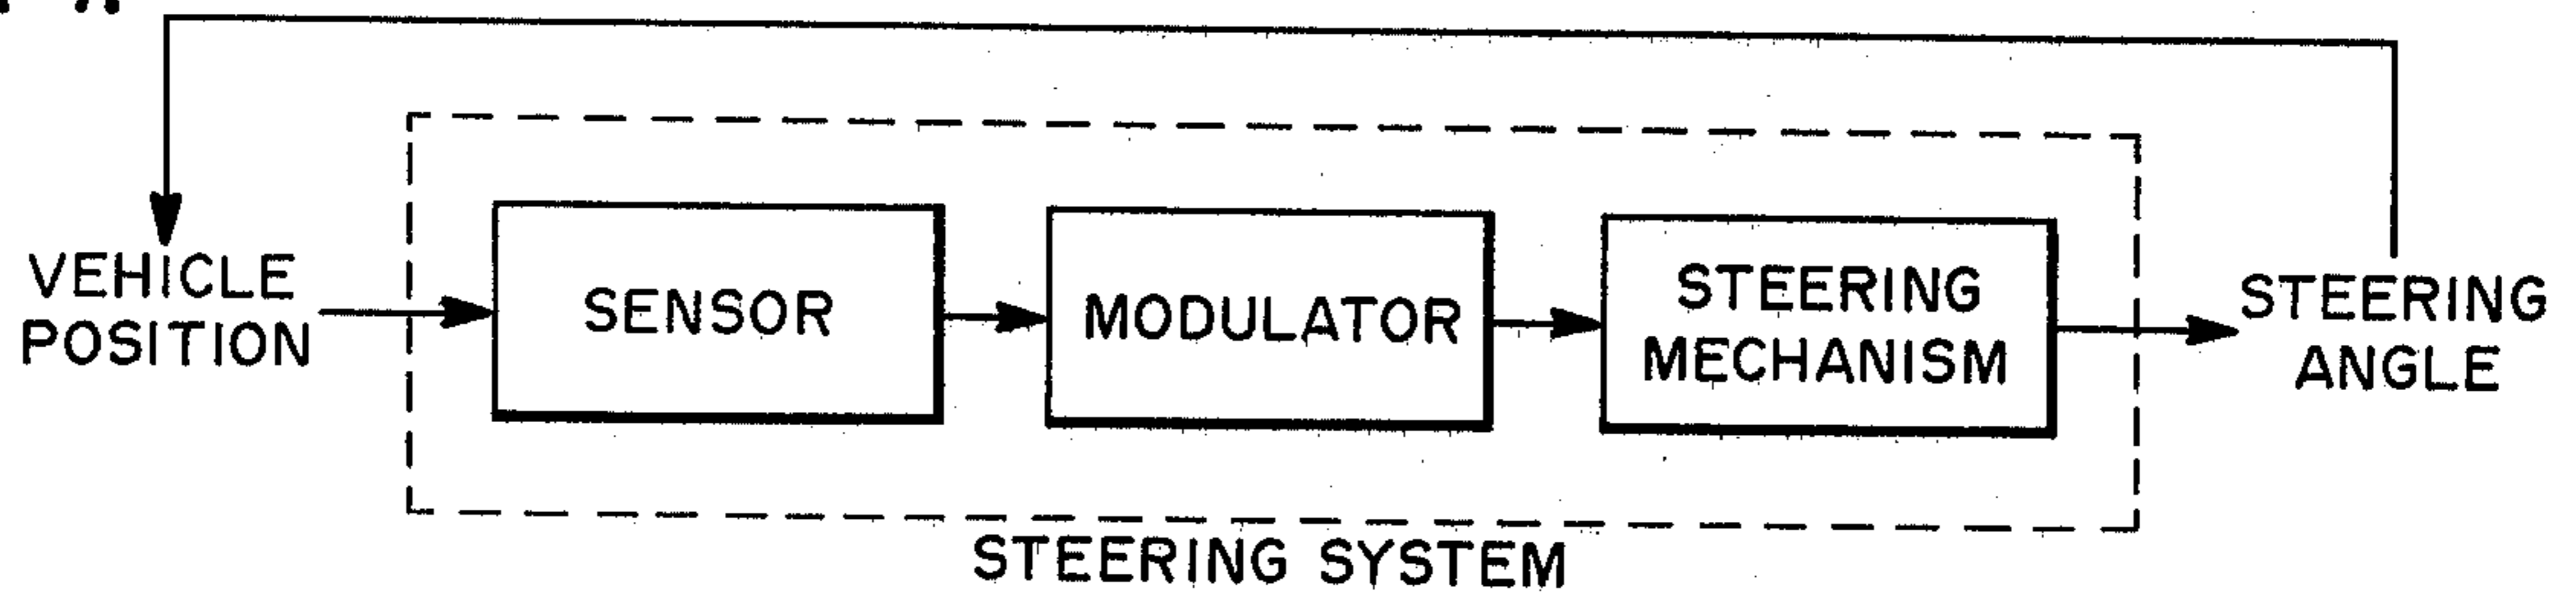 VEHICLE
POSITION
SENSOR
MODULATOR
STEERING
MECHANISM
STEERING
ANGLE
STEERING SYSTEM